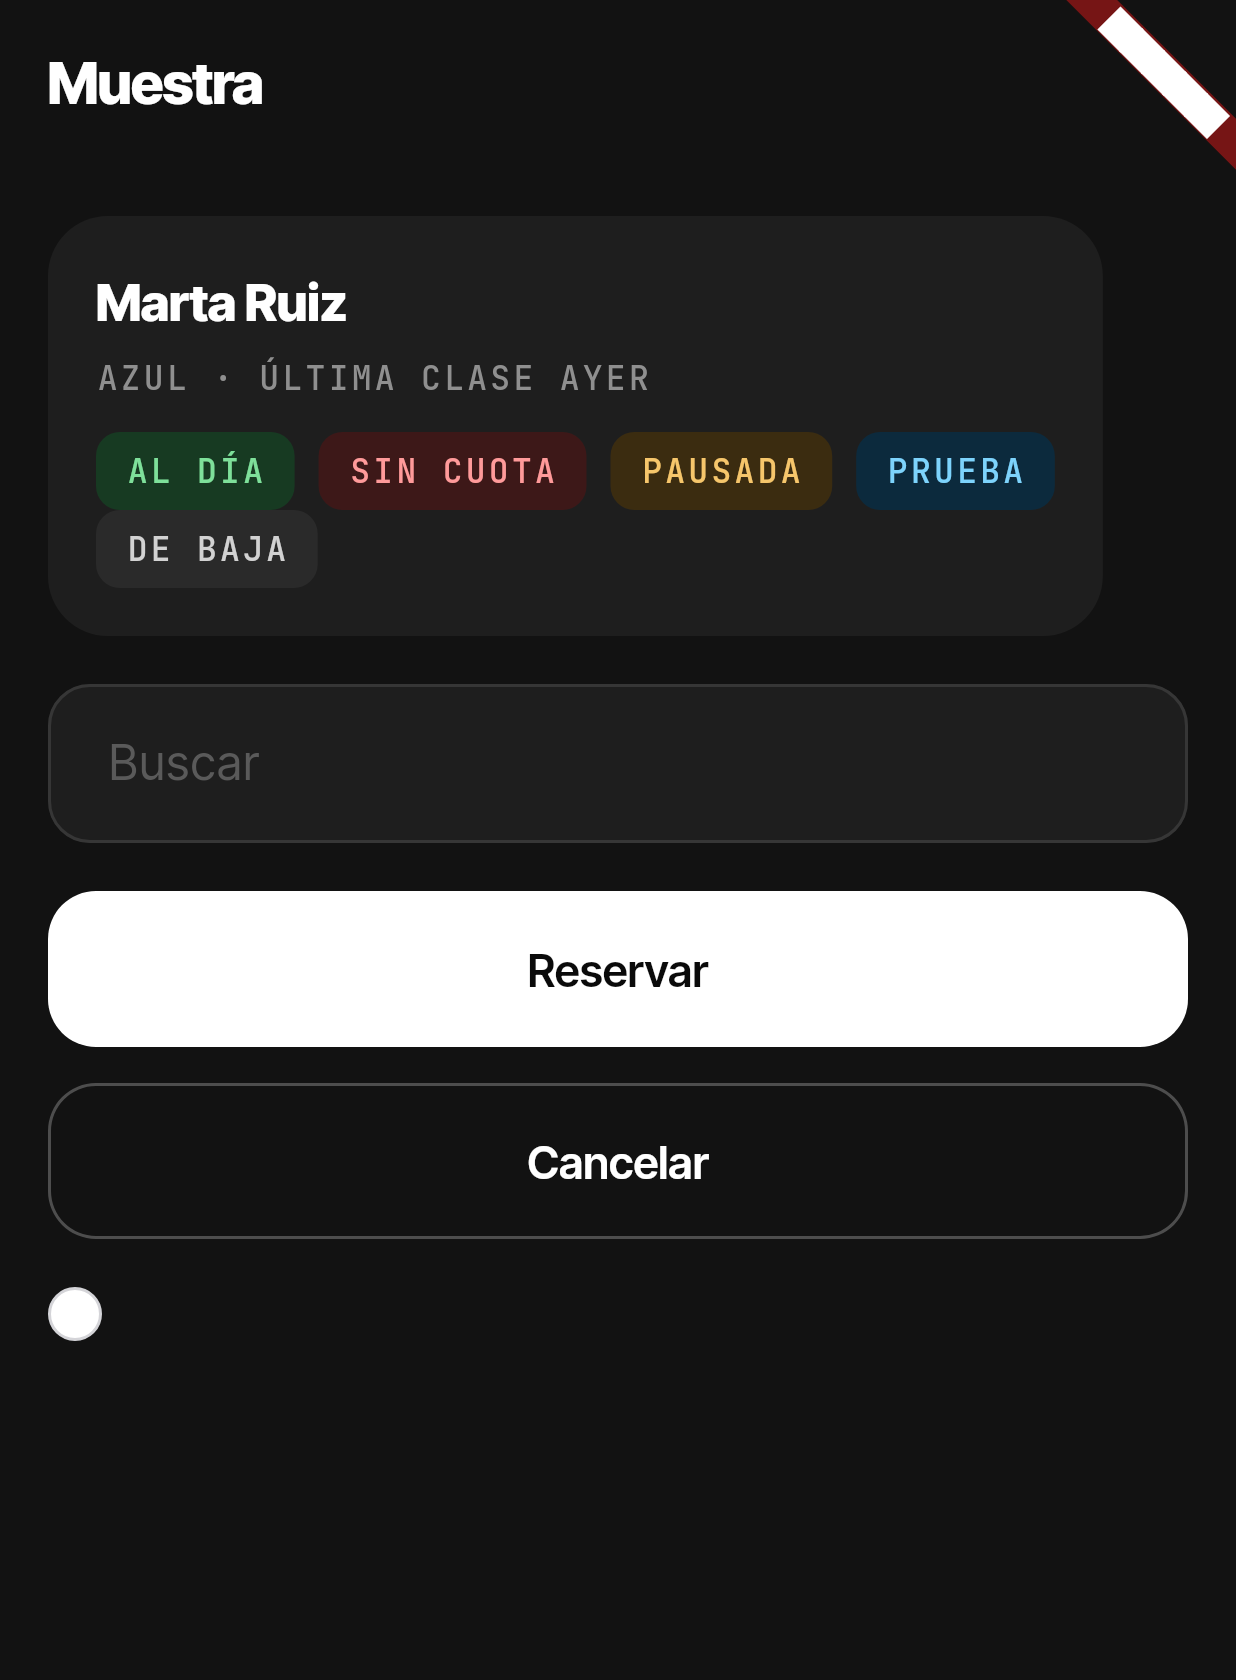 Muestra
Marta Ruiz
AZUL · ÚLTIMA CLASE AYER
AL DÍA SIN CUOTA PAUSADA PRUEBA
DE BAJA
Buscar
Reservar
Cancelar